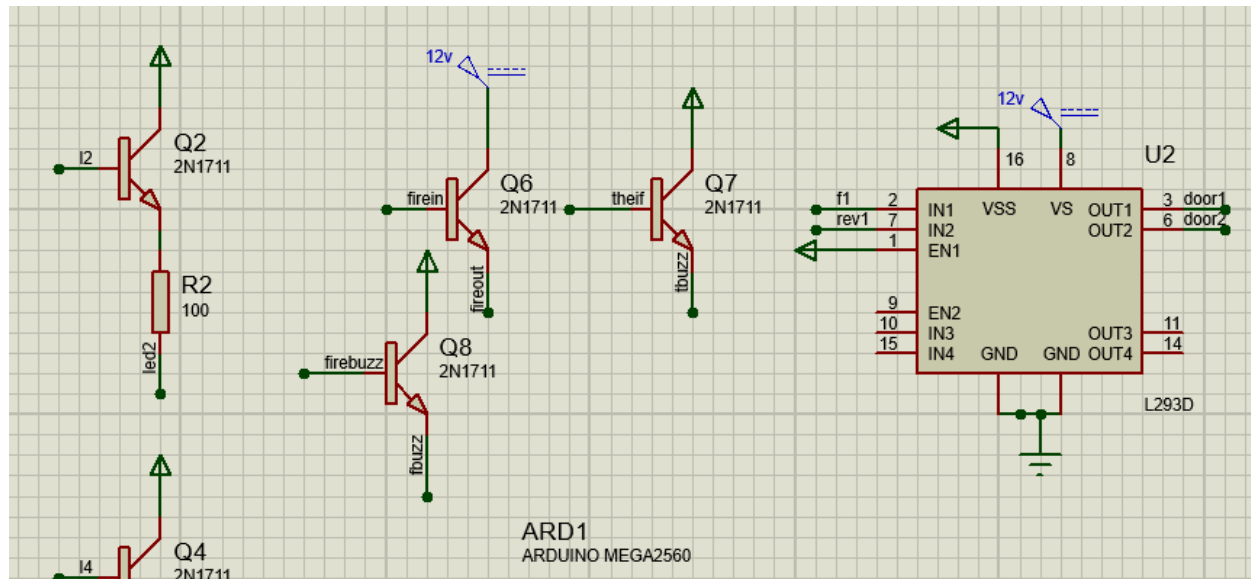 12v
Q2
2N1711
l2
R2
100
led2
Q6
2N1711
firein
fireout
Q7
2N1711
theif
tbuzz
Q8
2N1711
firebuzz
fbuzz
12v
U2
16
8
f1
2
IN1
VSS
VS
OUT1
3
door1
rev1
7
IN2
OUT2
6
door2
1
EN1
9
EN2
10
IN3
OUT3
11
15
IN4
GND
GND
OUT4
14
L293D
ARD1
ARDUINO MEGA2560
Q4
2N1711
l4